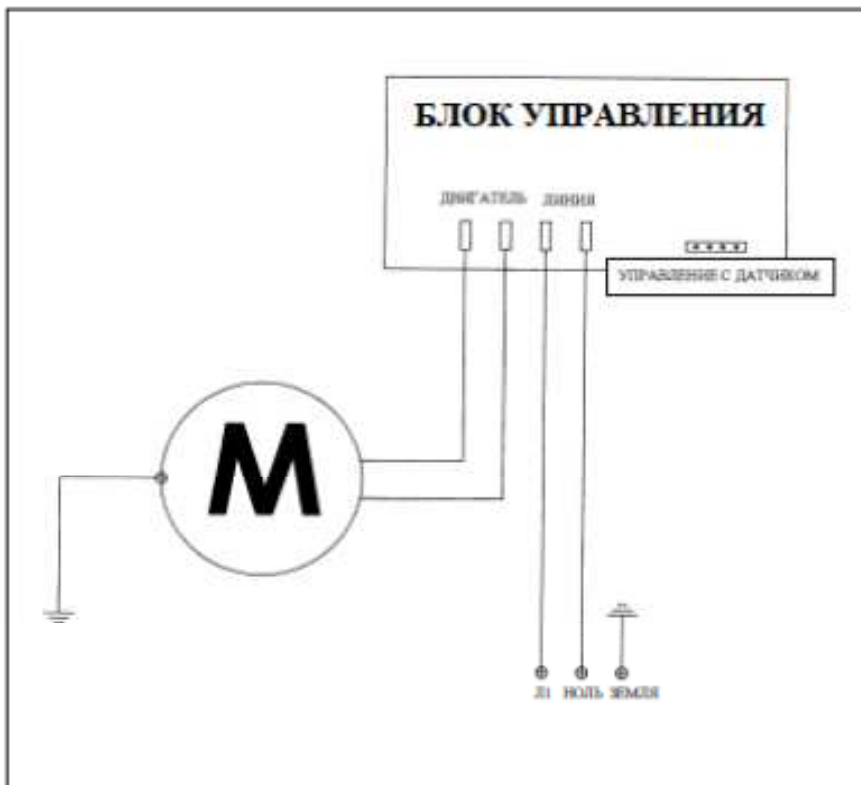 БЛОК УПРАВЛЕНИЯ
ДВИГАТЕЛЬ ЛИНИЯ
УПРАВЛЕНИЕ С ДАТЧИКОМ
М
Л1 НОЛЬ ЗЕМЛЯ